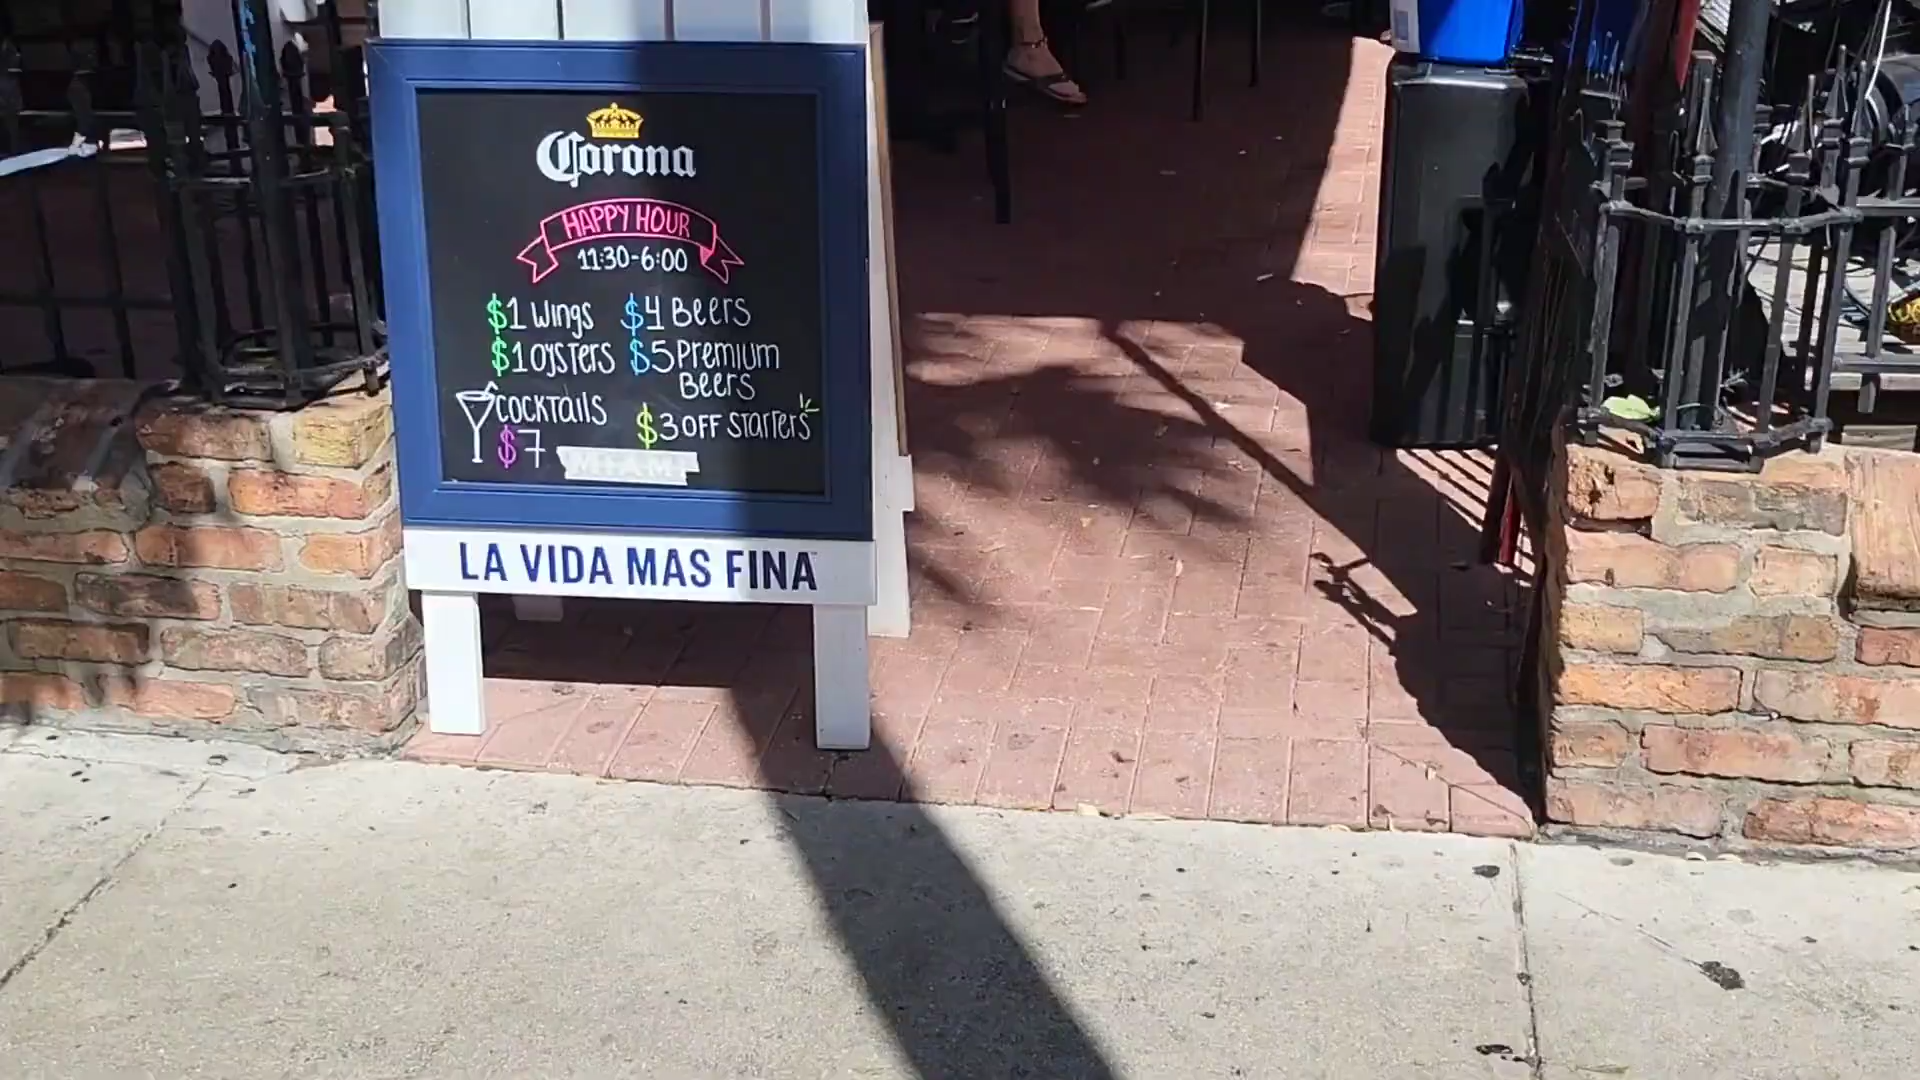 Corona
HAPPY HOUR
11:30-6:00
$1 Wings $4 Beers
$1 oysters $5 Premium
Beers
COCKTails $3 OFF STarTers
$7
MIAMI
LA VIDA MAS FINA